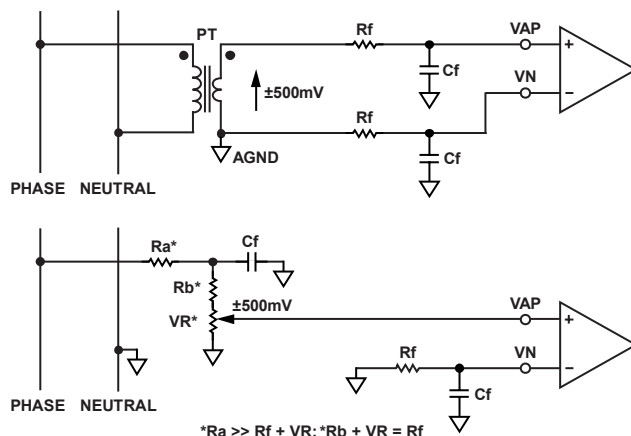 PT
Rf
VAP
Cf
±500mV
VN
Rf
Cf
AGND
PHASE NEUTRAL
Ra*
Cf
Rb*
±500mV
VAP
VR*
Rf
VN
Cf
PHASE NEUTRAL
*Ra >> Rf + VR; *Rb + VR = Rf